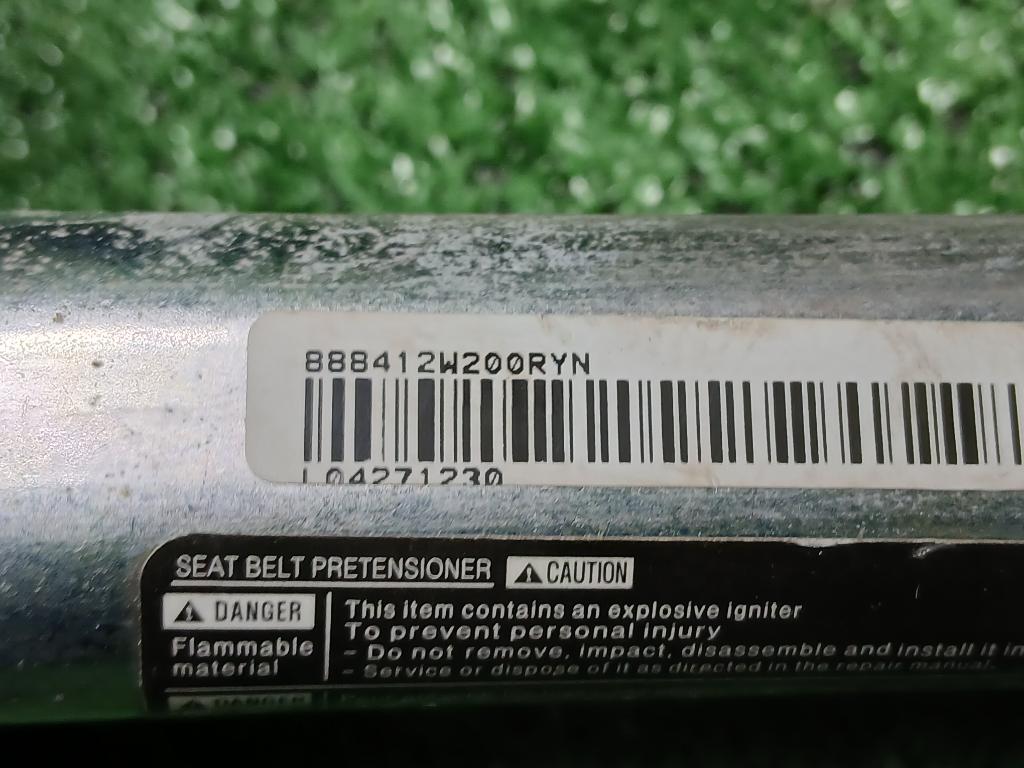 888412W200RYN
L04271230
SEAT BELT PRETENSIONER ⚠ CAUTION
⚠ DANGER
Flammable
material
This item contains an explosive igniter
To prevent personal injury
- Do not remove, impact, disassemble and install it in
- Service or dispose of it as directed in the repair manual.
⚠ DANGER